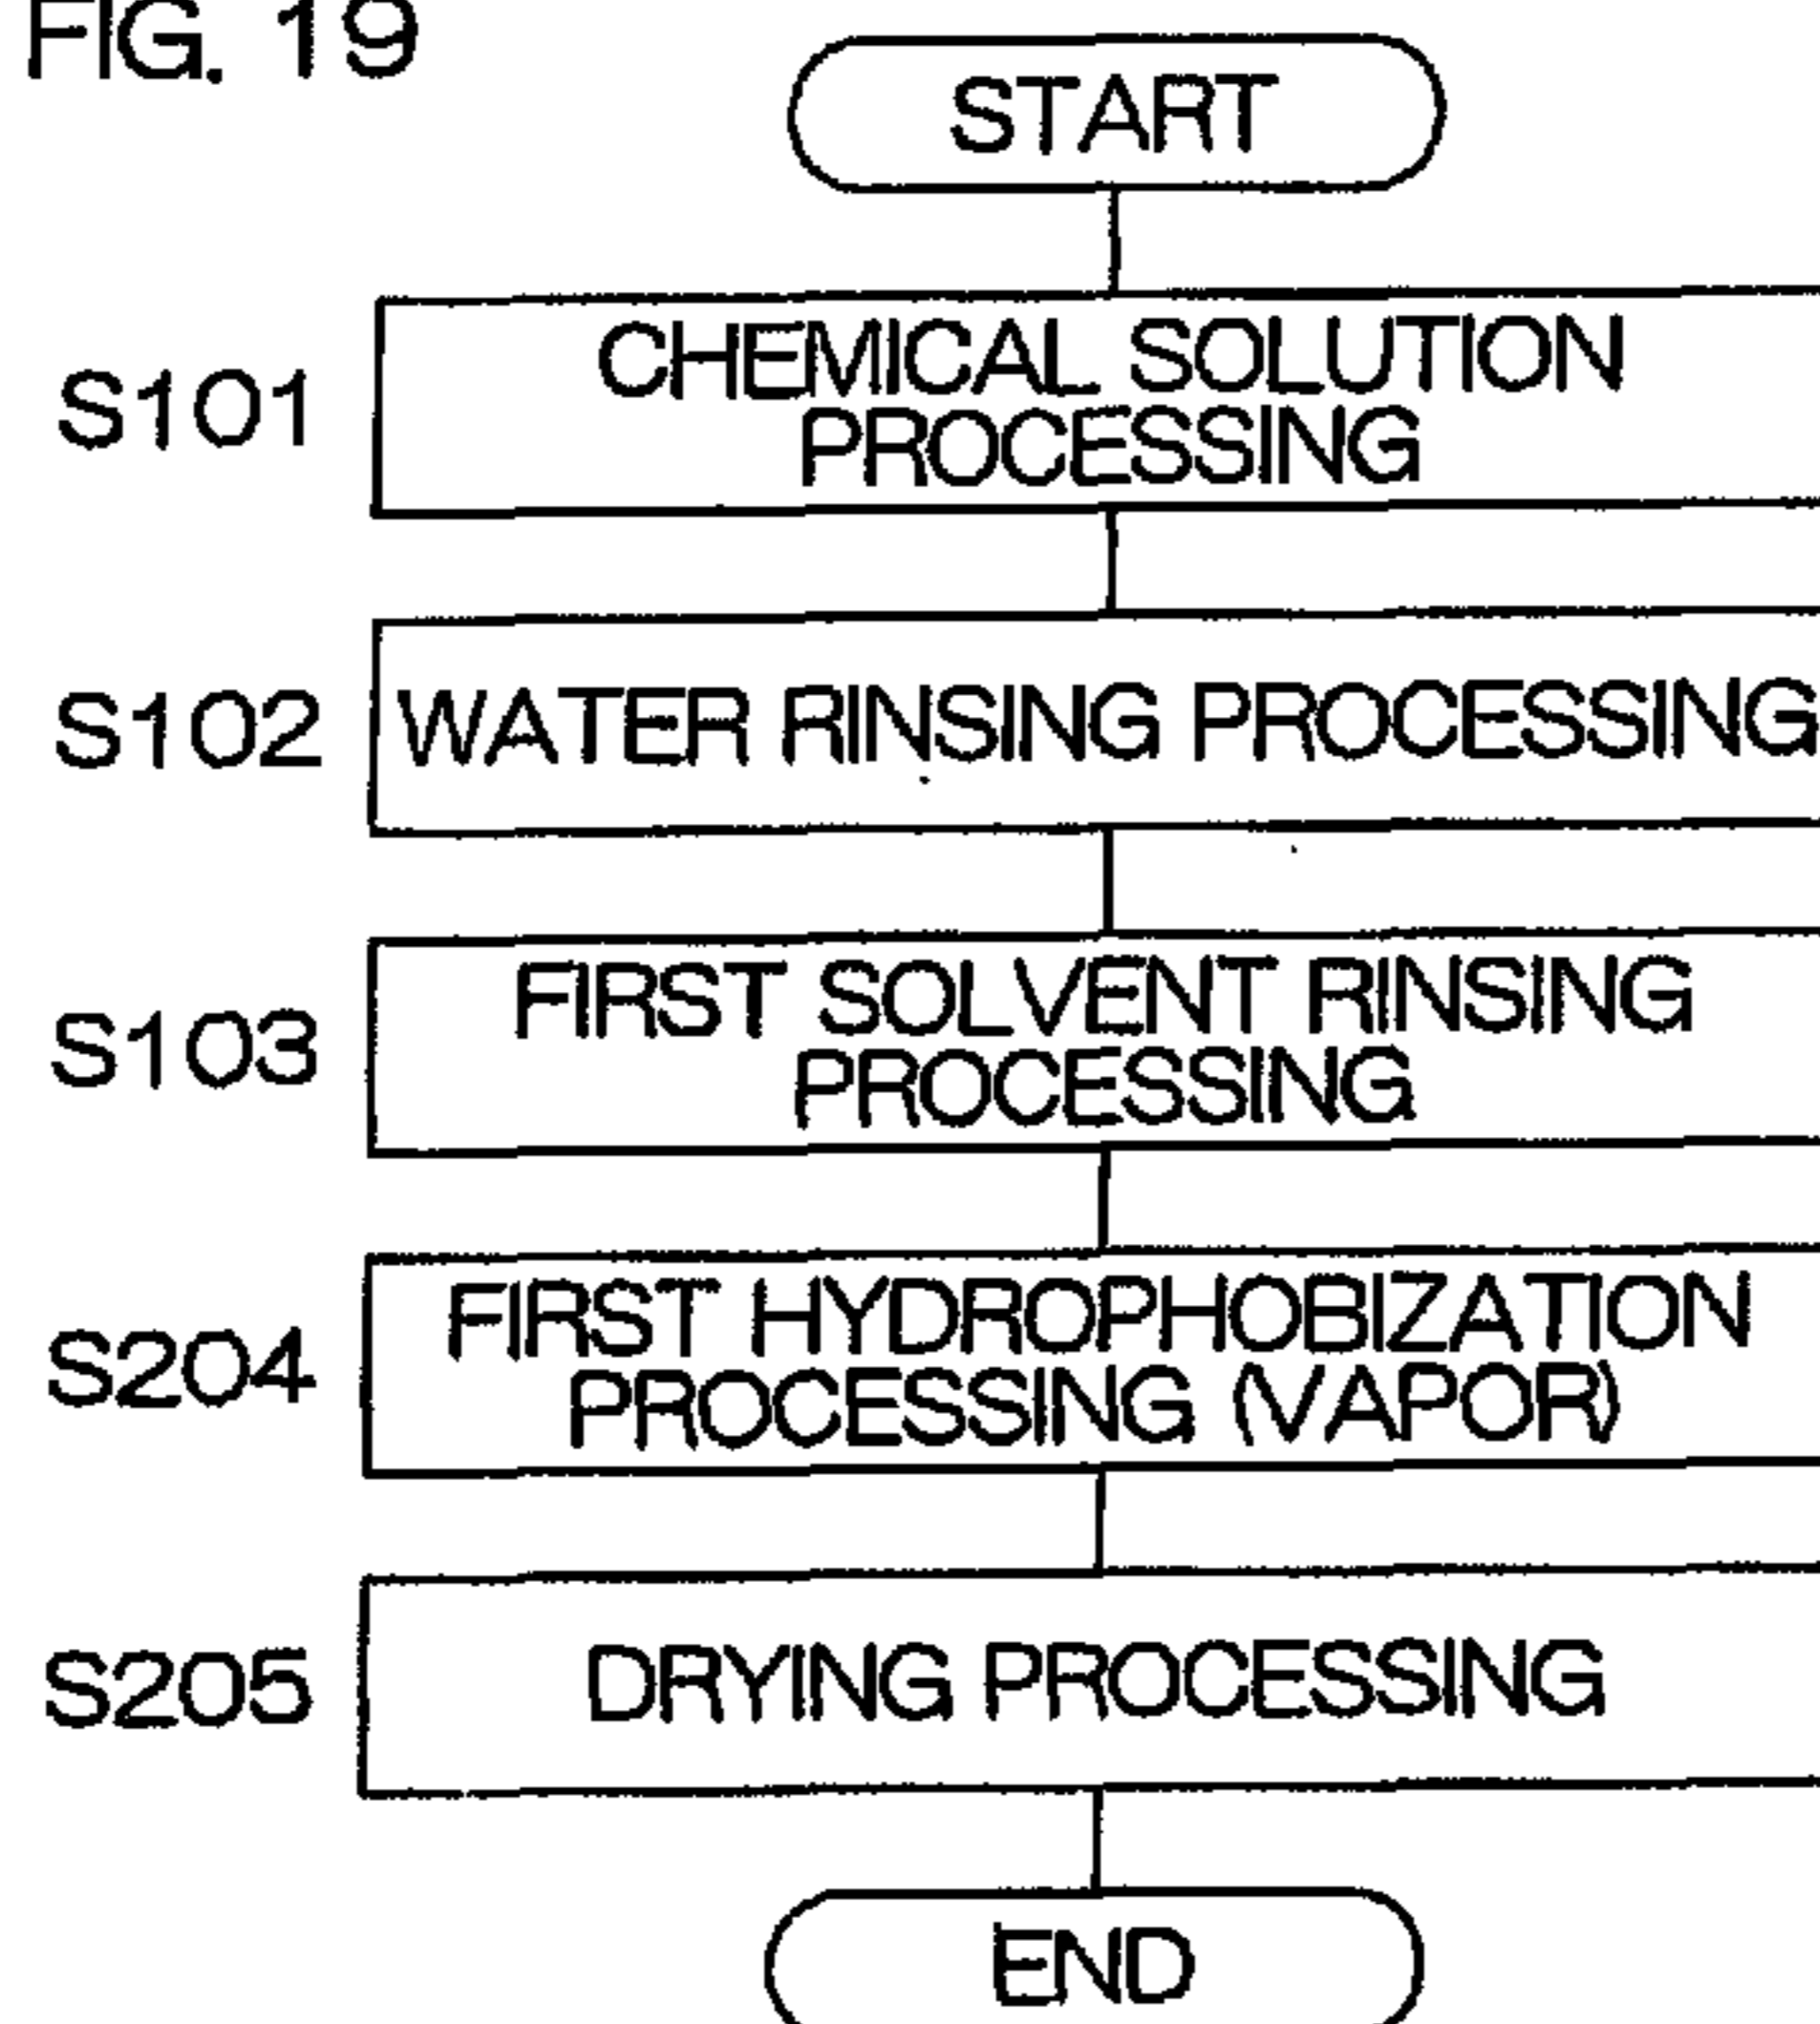 FIG. 19
START
S101
CHEMICAL SOLUTION
PROCESSING
S102
WATER RINSING PROCESSING
S103
FIRST SOLVENT RINSING
PROCESSING
S204
FIRST HYDROPHOBIZATION
PROCESSING (VAPOR)
S205
DRYING PROCESSING
END